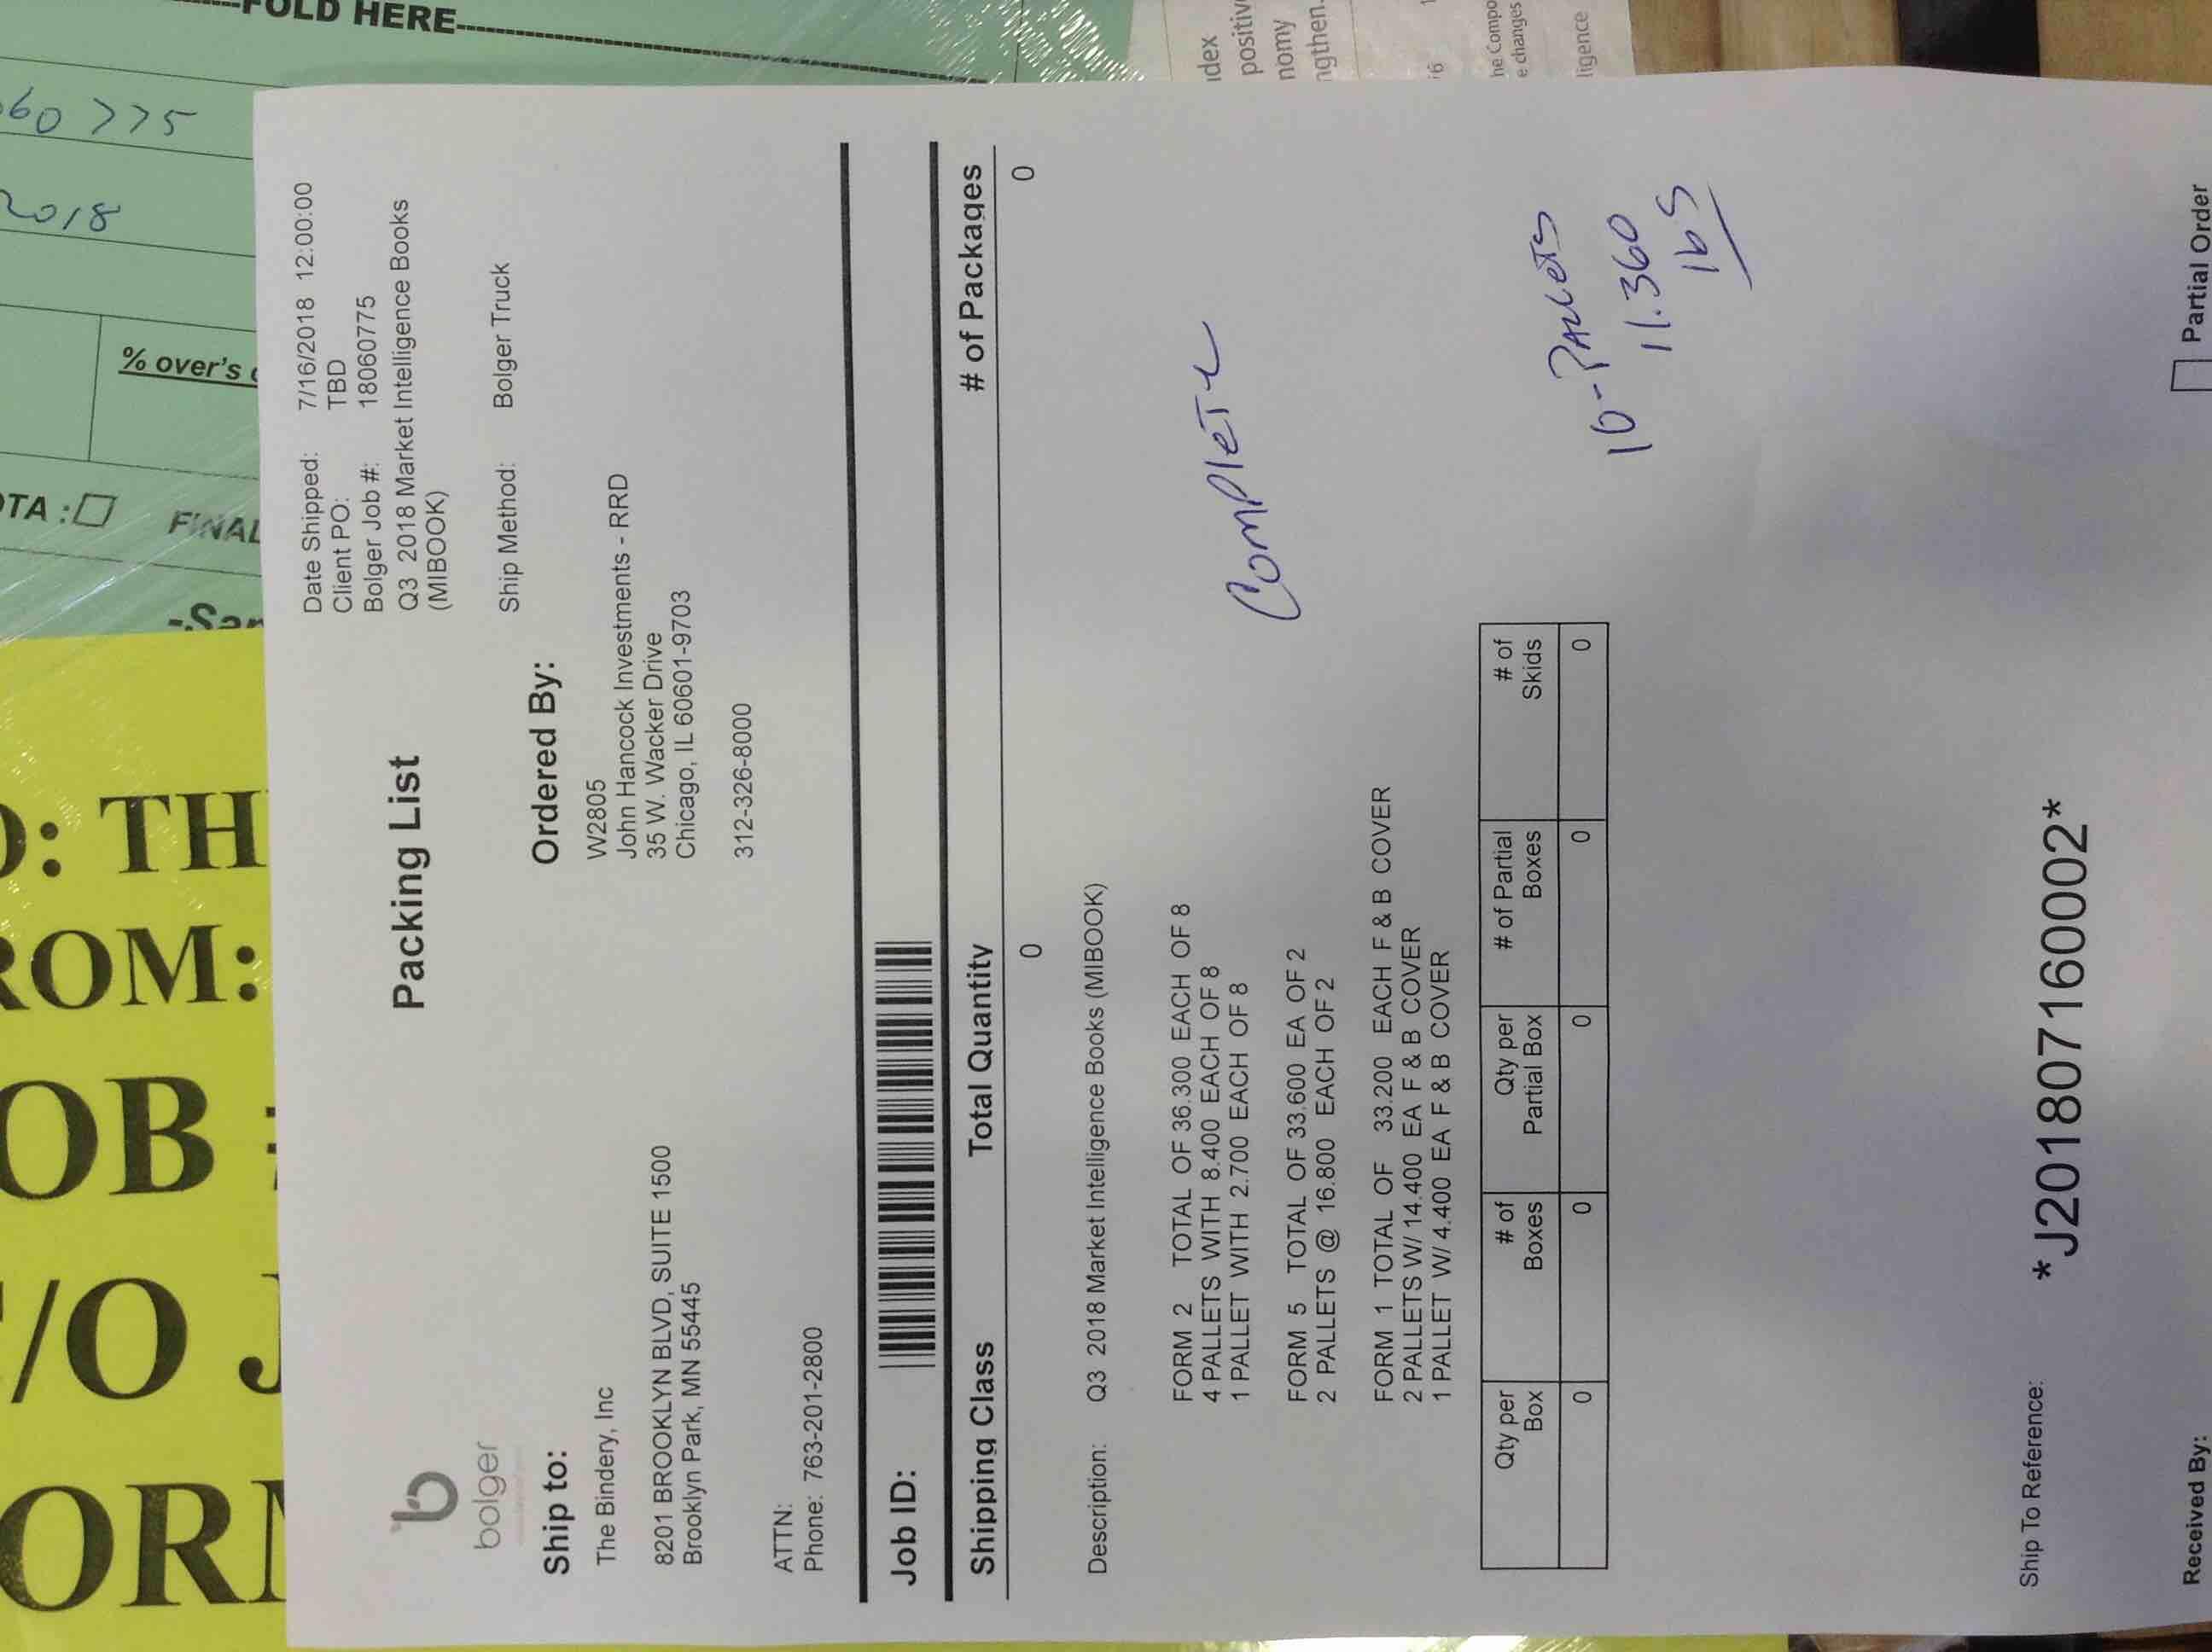 FOLD HERE
60775
2018
% over's
TA :
FINAL
TH
ROM:
OB
/O J
Packing List
bolger
Date Shipped: 7/16/2018 12:00:00
Client PO: TBD
Bolger Job #: 18060775
Q3 2018 Market Intelligence Books
(MIBOOK)
Ship Method: Bolger Truck
Ship to:
The Bindery, Inc
8201 BROOKLYN BLVD, SUITE 1500
Brooklyn Park, MN 55445
ATTN:
Phone: 763-201-2800
Ordered By:
W2805
John Hancock Investments - RRD
35 W. Wacker Drive
Chicago, IL 60601-9703
312-326-8000
Job ID:
Shipping Class Total Quantity # of Packages
0 0
Description: Q3 2018 Market Intelligence Books (MIBOOK)
FORM 2 TOTAL OF 36.300 EACH OF 8
4 PALLETS WITH 8.400 EACH OF 8
1 PALLET WITH 2.700 EACH OF 8
FORM 5 TOTAL OF 33.600 EA OF 2
2 PALLETS @ 16.800 EACH OF 2
FORM 1 TOTAL OF 33.200 EACH F & B COVER
2 PALLETS W/ 14.400 EA F & B COVER
1 PALLET W/ 4.400 EA F & B COVER
Complete
Qty per Box # of Boxes Qty per Partial Box # of Partial Boxes # of Skids
0 0 0 0 0
10-Pallets
11.360
lbs
Ship To Reference: *J201807160002*
Received By: Partial Order
idex
positiv
nomy
ngthen.
he Compo
e changes
ligence